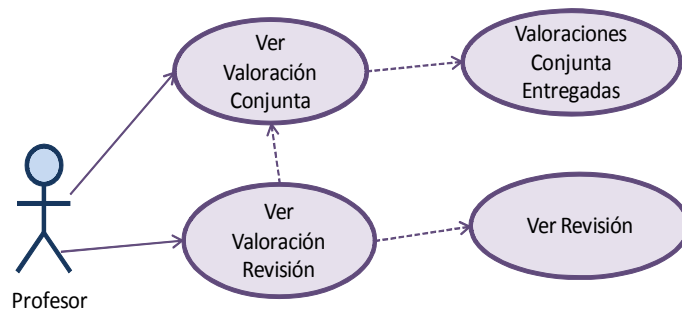 Ver
Valoración
Conjunta
Valoraciones
Conjunta
Entregadas
Ver
Valoración
Revisión
Ver Revisión
Profesor